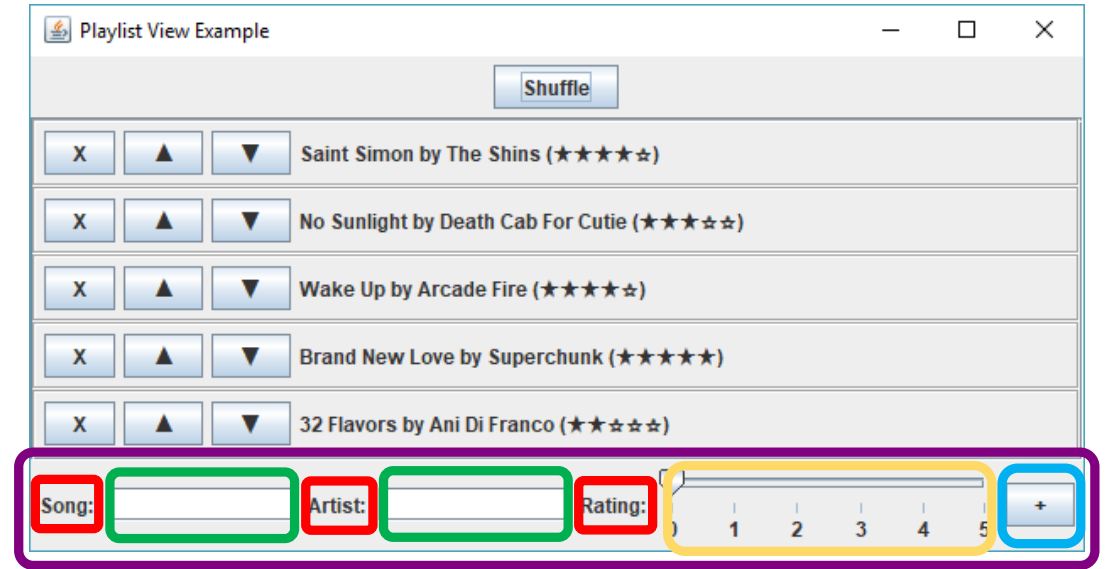 Playlist View Example
Shuffle
X ▲ ▼ Saint Simon by The Shins (★★★★☆)
X ▲ ▼ No Sunlight by Death Cab For Cutie (★★★☆☆)
X ▲ ▼ Wake Up by Arcade Fire (★★★★☆)
X ▲ ▼ Brand New Love by Superchunk (★★★★★)
X ▲ ▼ 32 Flavors by Ani Di Franco (★★☆☆☆)
Song: Artist: Rating: +
0 1 2 3 4 5